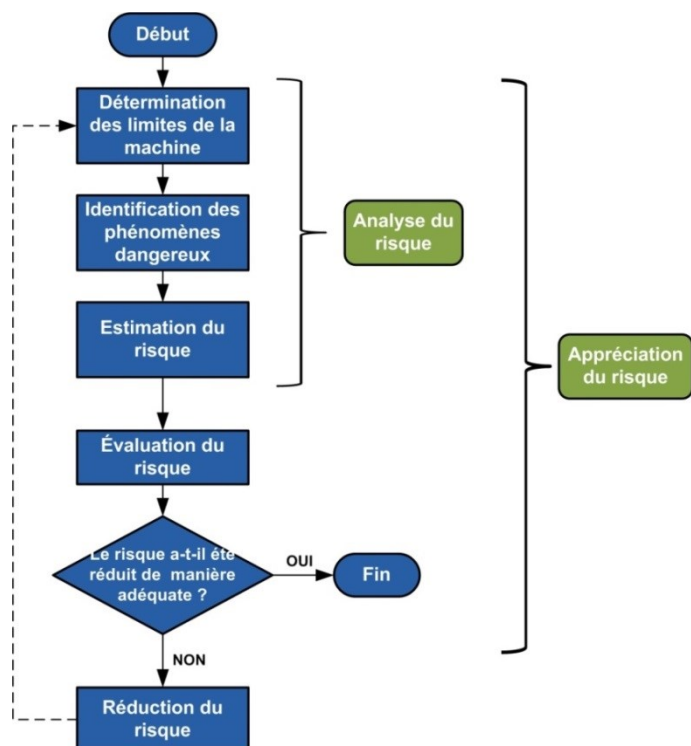 Début
Détermination
des limites de la
machine
Identification des
phénomènes
dangereux
Analyse du
risque
Estimation du
risque
Appréciation
du risque
Évaluation du
risque
Le risque a-t-il été
réduit de manière
adéquate ?
OUI
Fin
NON
Réduction du
risque